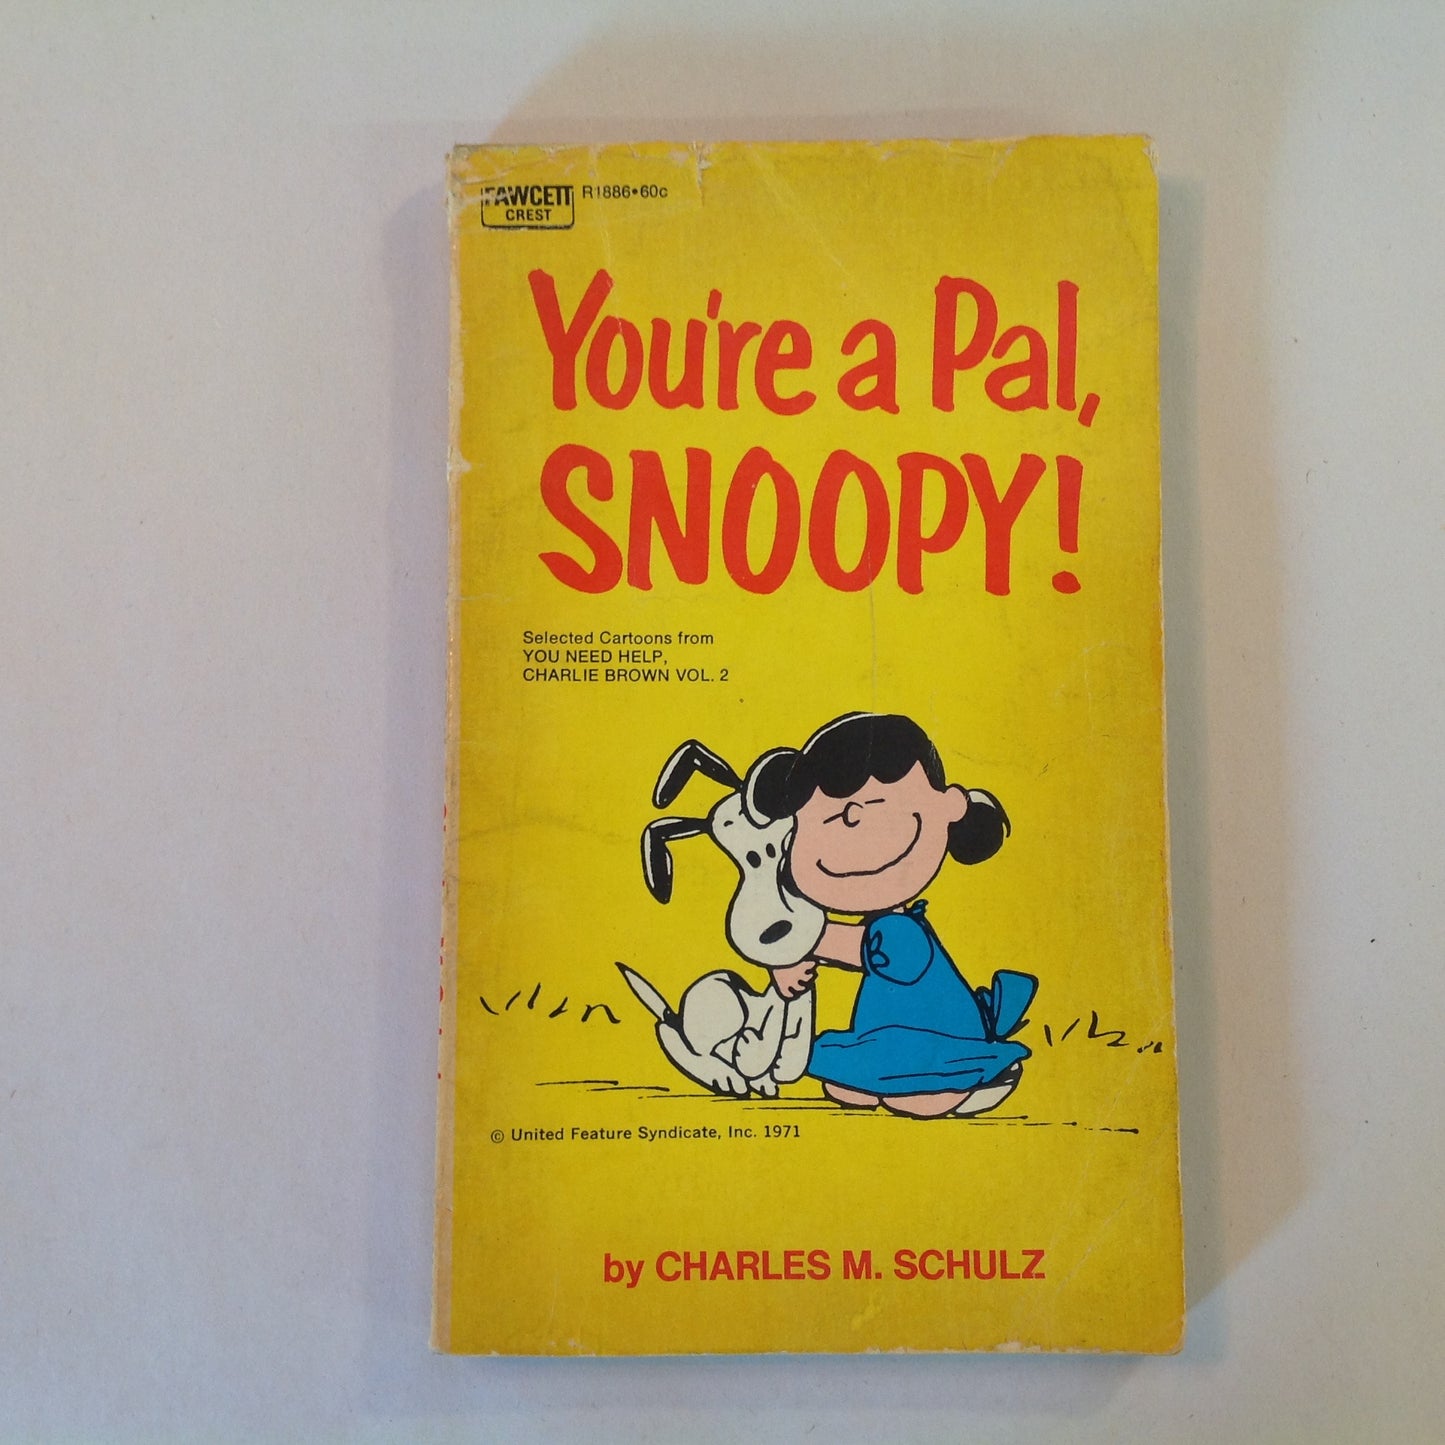 FAWCETT
CREST
R1886•60c
You're a Pal,
SNOOPY!
Selected Cartoons from
YOU NEED HELP,
CHARLIE BROWN VOL. 2
© United Feature Syndicate, Inc. 1971
by CHARLES M. SCHULZ